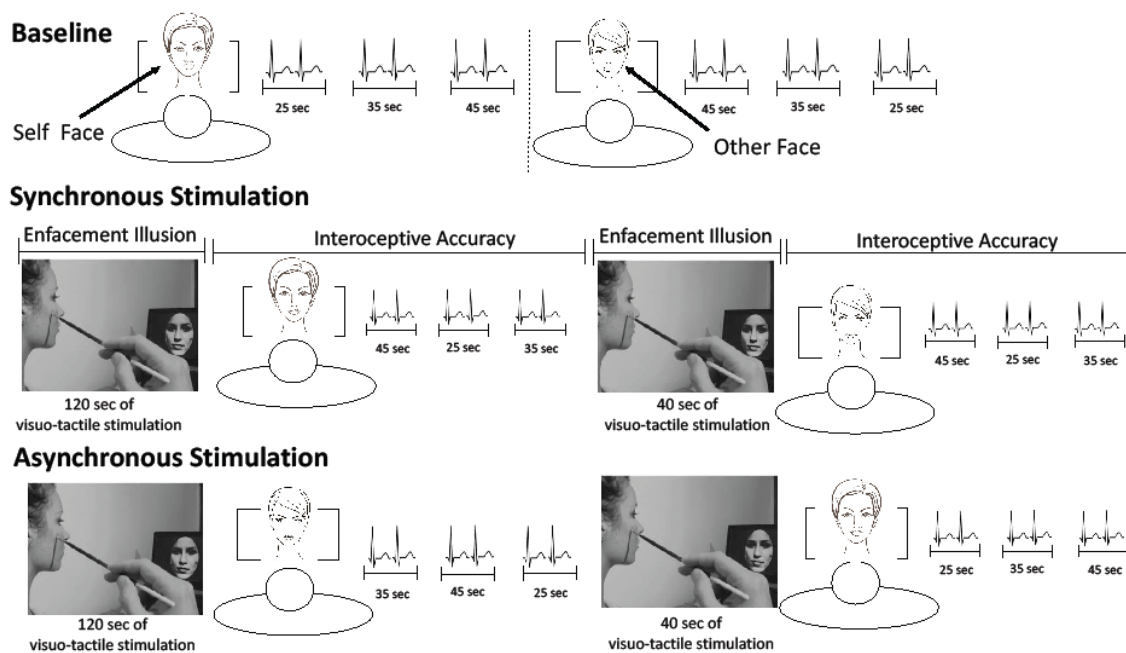 Baseline
25 sec 35 sec 45 sec 45 sec 35 sec 25 sec
Self Face
Other Face
Synchronous Stimulation
Enfacement Illusion Interoceptive Accuracy Enfacement Illusion Interoceptive Accuracy
45 sec 25 sec 35 sec 45 sec 25 sec 35 sec
120 sec of
visuo-tactile stimulation
40 sec of
visuo-tactile stimulation
Asynchronous Stimulation
35 sec 45 sec 25 sec 25 sec 35 sec 45 sec
120 sec of
visuo-tactile stimulation
40 sec of
visuo-tactile stimulation